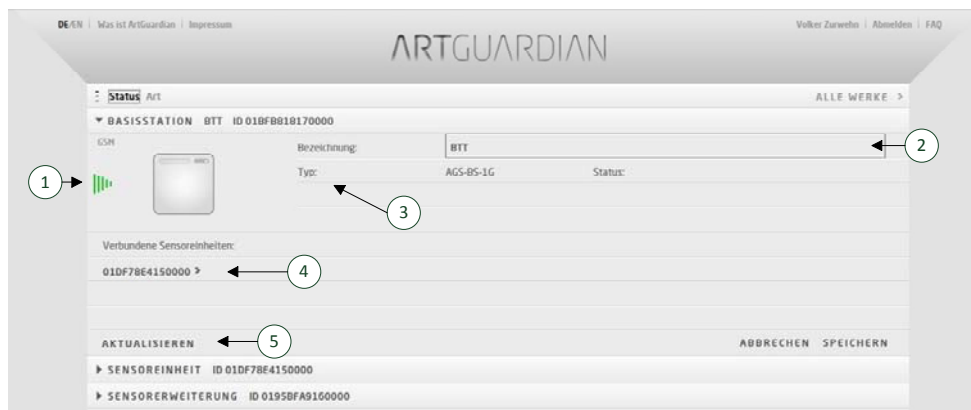 DE/EN | Was ist ArtGuardian | Impressum
Volker Zurwehn | Abmelden | FAQ
ARTGUARDIAN
Status Art
ALLE WERKE >
BASISSTATION BTT ID 01BFB818170000
GSM
Bezeichnung: BTT
2
1
Typ: AGS-BS-1G Status:
3
Verbundene Sensoreinheiten:
01DF78E4150000 >
4
AKTUALISIEREN
5
ABBRECHEN SPEICHERN
SENSOREINHEIT ID 01DF78E4150000
SENSORERWEITERUNG ID 0195DFA9160000